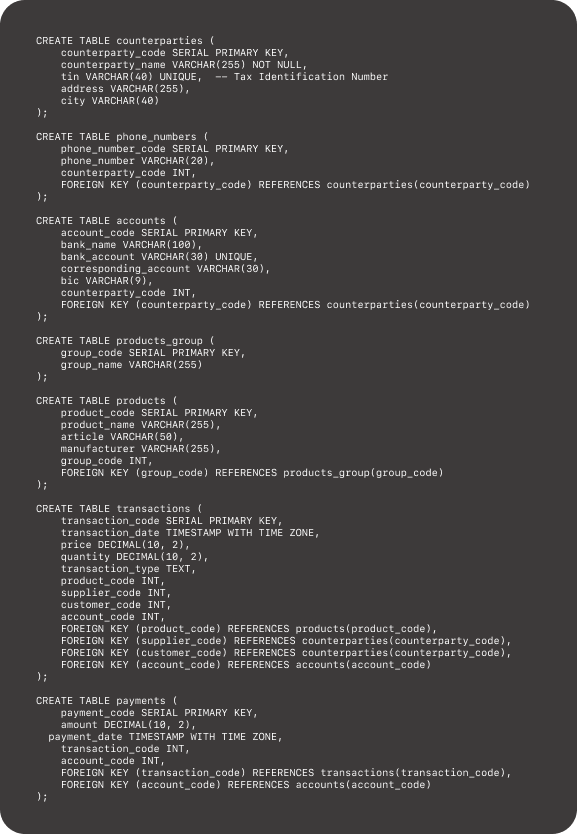 CREATE TABLE counterparties (
    counterparty_code SERIAL PRIMARY KEY,
    counterparty_name VARCHAR(255) NOT NULL,
    tin VARCHAR(40) UNIQUE,  -- Tax Identification Number
    address VARCHAR(255),
    city VARCHAR(40)
);

CREATE TABLE phone_numbers (
    phone_number_code SERIAL PRIMARY KEY,
    phone_number VARCHAR(20),
    counterparty_code INT,
    FOREIGN KEY (counterparty_code) REFERENCES counterparties(counterparty_code)
);

CREATE TABLE accounts (
    account_code SERIAL PRIMARY KEY,
    bank_name VARCHAR(100),
    bank_account VARCHAR(30) UNIQUE,
    corresponding_account VARCHAR(30),
    bic VARCHAR(9),
    counterparty_code INT,
    FOREIGN KEY (counterparty_code) REFERENCES counterparties(counterparty_code)
);

CREATE TABLE products_group (
    group_code SERIAL PRIMARY KEY,
    group_name VARCHAR(255)
);

CREATE TABLE products (
    product_code SERIAL PRIMARY KEY,
    product_name VARCHAR(255),
    article VARCHAR(50),
    manufacturer VARCHAR(255),
    group_code INT,
    FOREIGN KEY (group_code) REFERENCES products_group(group_code)
);

CREATE TABLE transactions (
    transaction_code SERIAL PRIMARY KEY,
    transaction_date TIMESTAMP WITH TIME ZONE,
    price DECIMAL(10, 2),
    quantity DECIMAL(10, 2),
    transaction_type TEXT,
    product_code INT,
    supplier_code INT,
    customer_code INT,
    account_code INT,
    FOREIGN KEY (product_code) REFERENCES products(product_code),
    FOREIGN KEY (supplier_code) REFERENCES counterparties(counterparty_code),
    FOREIGN KEY (customer_code) REFERENCES counterparties(counterparty_code),
    FOREIGN KEY (account_code) REFERENCES accounts(account_code)
);

CREATE TABLE payments (
    payment_code SERIAL PRIMARY KEY,
    amount DECIMAL(10, 2),
  payment_date TIMESTAMP WITH TIME ZONE,
    transaction_code INT,
    account_code INT,
    FOREIGN KEY (transaction_code) REFERENCES transactions(transaction_code),
    FOREIGN KEY (account_code) REFERENCES accounts(account_code)
);